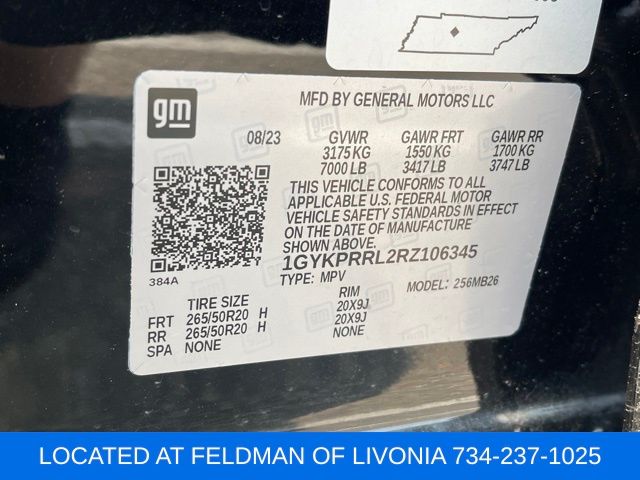 gm
MFD BY GENERAL MOTORS LLC
08/23 GVWR GAWR FRT GAWR RR
3175 KG 1550 KG 1700 KG
7000 LB 3417 LB 3747 LB
THIS VEHICLE CONFORMS TO ALL
APPLICABLE U.S. FEDERAL MOTOR
VEHICLE SAFETY STANDARDS IN EFFECT
ON THE DATE OF MANUFACTURE
SHOWN ABOVE.
1GYKPRRL2RZ106345
384A TYPE: MPV MODEL: 256MB26
TIRE SIZE RIM
FRT 265/50R20 H 20X9J
RR 265/50R20 H 20X9J
SPA NONE NONE
LOCATED AT FELDMAN OF LIVONIA 734-237-1025